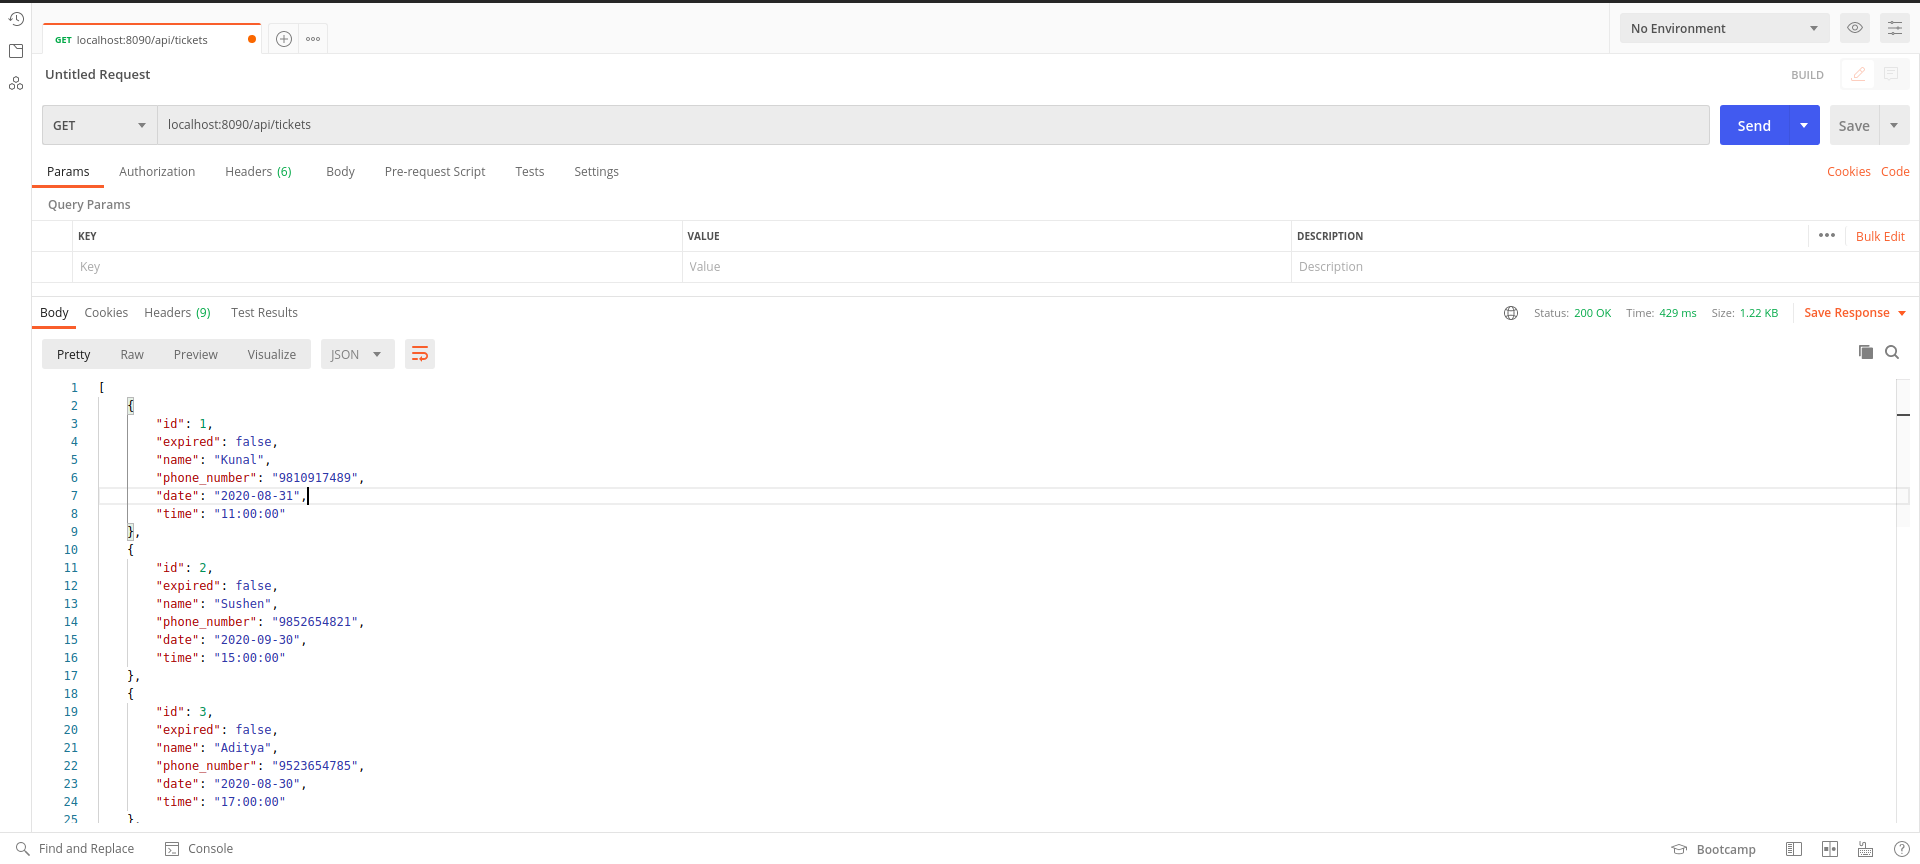 GET localhost:8090/api/tickets
No Environment
Untitled Request
BUILD
GET localhost:8090/api/tickets Send Save
Params Authorization Headers (6) Body Pre-request Script Tests Settings Cookies Code
Query Params
KEY VALUE DESCRIPTION Bulk Edit
Key Value Description
Body Cookies Headers (9) Test Results Status: 200 OK Time: 429 ms Size: 1.22 KB Save Response
Pretty Raw Preview Visualize JSON
1 [
2 {
3 "id": 1,
4 "expired": false,
5 "name": "Kunal",
6 "phone_number": "9810917489",
7 "date": "2020-08-31",
8 "time": "11:00:00"
9 },
10 {
11 "id": 2,
12 "expired": false,
13 "name": "Sushen",
14 "phone_number": "9852654821",
15 "date": "2020-09-30",
16 "time": "15:00:00"
17 },
18 {
19 "id": 3,
20 "expired": false,
21 "name": "Aditya",
22 "phone_number": "9523654785",
23 "date": "2020-08-30",
24 "time": "17:00:00"
25 },
Find and Replace Console Bootcamp